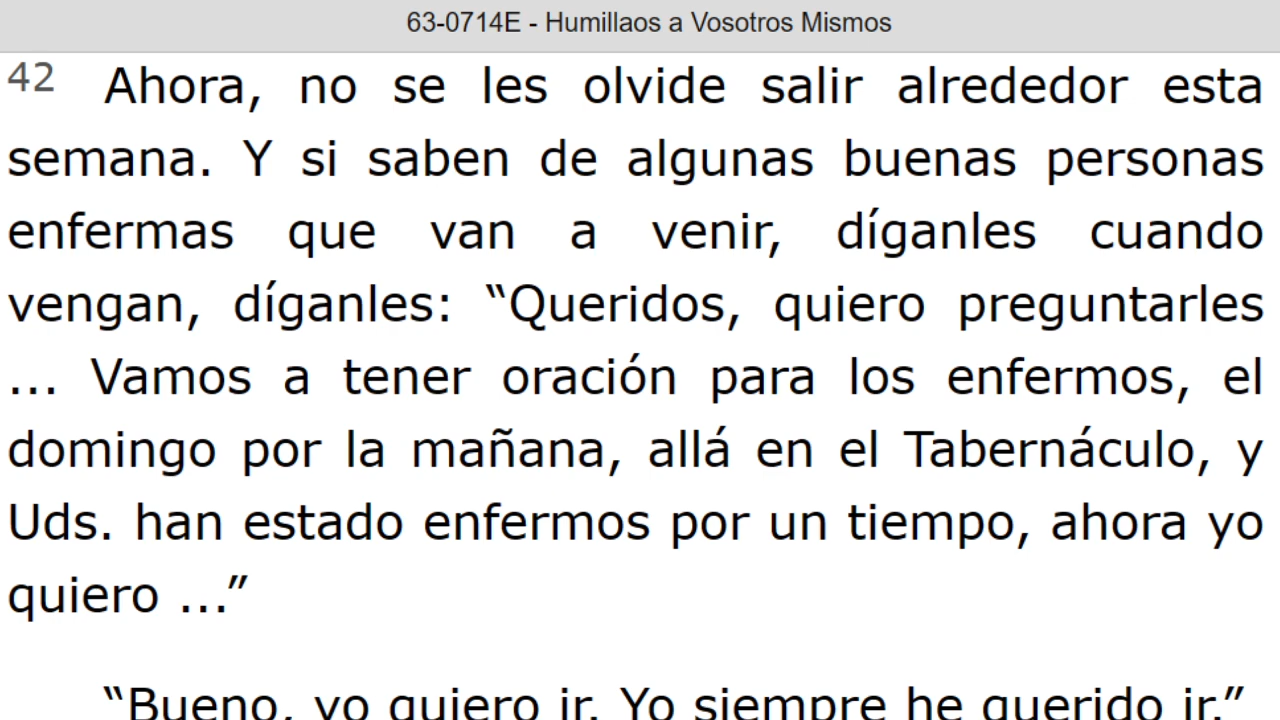 63-0714E - Humillaos a Vosotros Mismos
42 Ahora, no se les olvide salir alrededor esta
semana. Y si saben de algunas buenas personas
enfermas que van a venir, díganles cuando
vengan, díganles: “Queridos, quiero preguntarles
... Vamos a tener oración para los enfermos, el
domingo por la mañana, allá en el Tabernáculo, y
Uds. han estado enfermos por un tiempo, ahora yo
quiero ...”
“Bueno, yo quiero ir. Yo siempre he querido ir.”